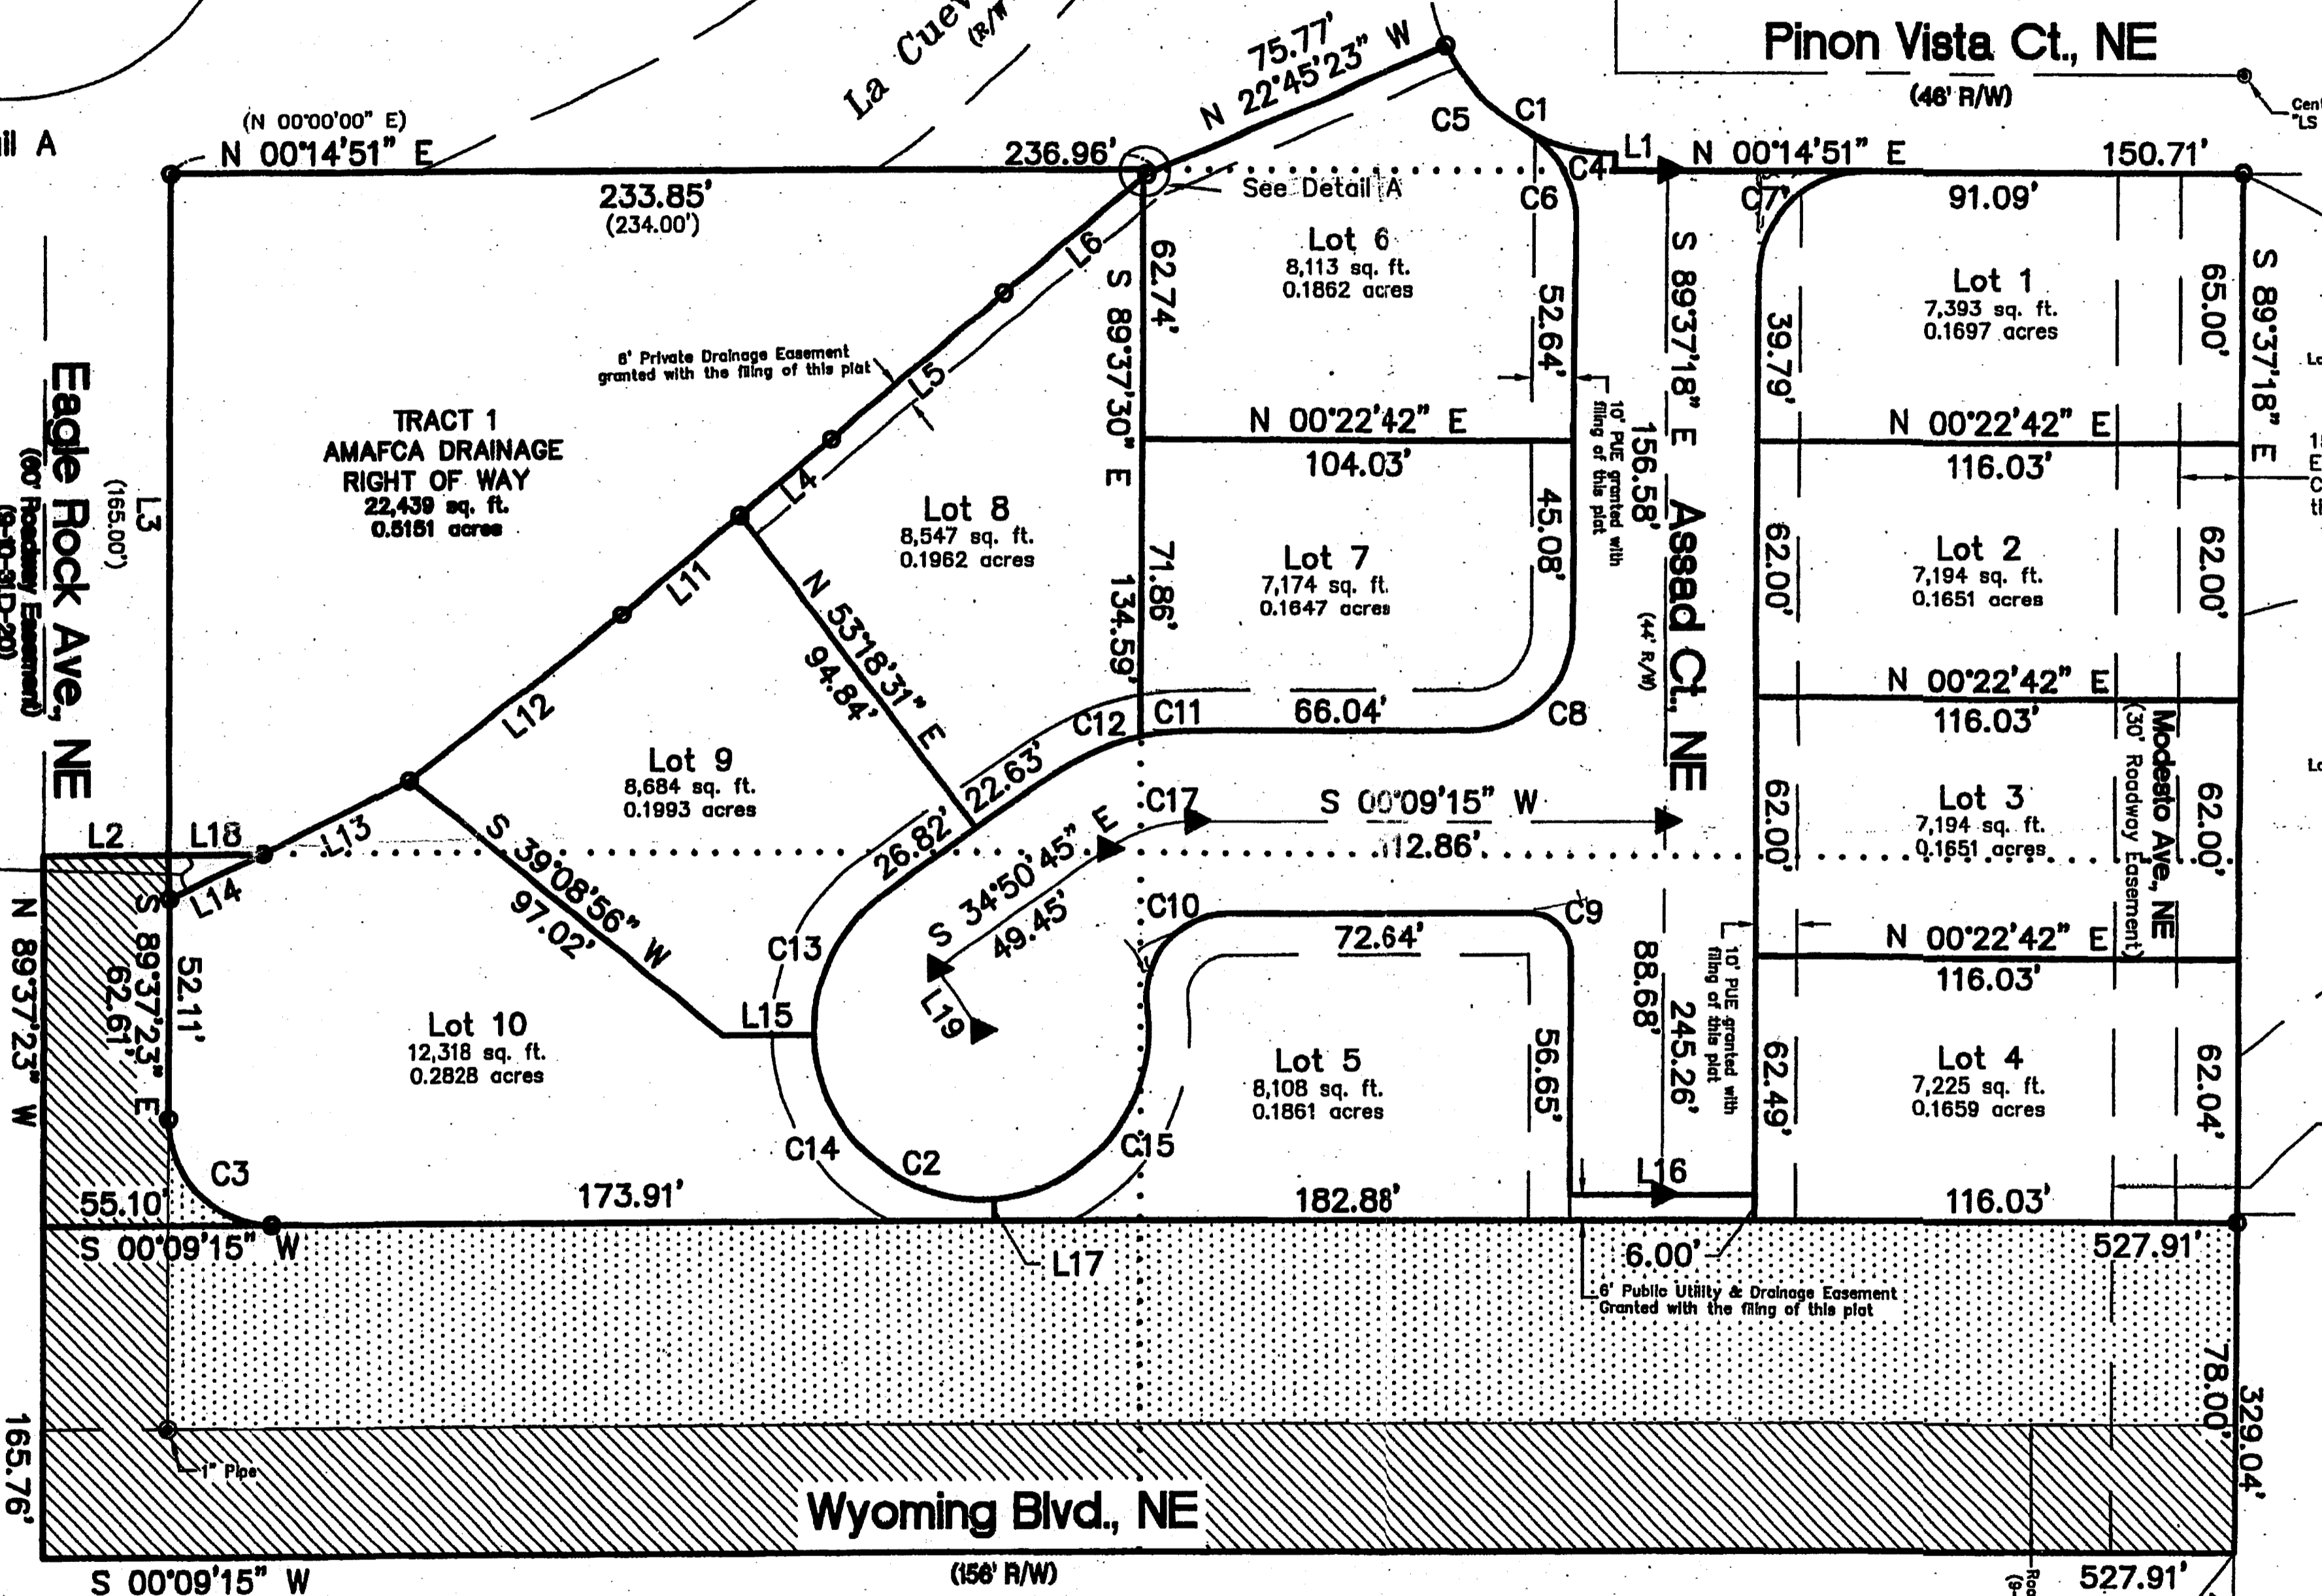 Pinon Vista Ct., NE
(46' R/W)
La Cuev
(R/W
75.77'
N 22°45'23" W
C5
C1
L1
C4
C6
N 00°14'51" E
150.71'
C7
91.09'
Cen
"LS
il A
(N 00°00'00" E)
N 00°14'51" E
236.96'
233.85'
(234.00')
See Detail A
L6
62.74'
S 89°37'30" E
Lot 6
8,113 sq. ft.
0.1862 acres
52.64'
S 89°37'18" E
39.79'
Lot 1
7,393 sq. ft.
0.1697 acres
65.00'
S 89°37'18" E
6' Private Drainage Easement
granted with the filing of this plat
L5
Eagle Rock Ave., NE
(60' Roadway Easement)
(9-10-31D-20)
L3
(165.00')
TRACT 1
AMAFCA DRAINAGE
RIGHT OF WAY
22,439 sq. ft.
0.5151 acres
L4
N 00°22'42" E
104.03'
10' PUE granted with
filing of this plat
156.58'
Assad Ct., NE
(44' R/W)
N 00°22'42" E
116.03'
Lot 8
8,547 sq. ft.
0.1962 acres
71.86'
134.59'
Lot 7
7,174 sq. ft.
0.1647 acres
45.08'
62.00'
Lot 2
7,194 sq. ft.
0.1651 acres
62.00'
L11
N 53°18'31" E
94.84'
L12
C12
C11
66.04'
C8
N 00°22'42" E
116.03'
Modesto Ave., NE
(30' Roadway Easement)
Lot 9
8,684 sq. ft.
0.1993 acres
22.63'
26.82'
C17
S 00°09'15" W
112.86'
62.00'
Lot 3
7,194 sq. ft.
0.1651 acres
62.00'
L2
L18
L13
L14
S 39°08'56" W
97.02'
S 34°50'45" E
49.45'
C10
C9
72.64'
N 00°22'42" E
116.03'
N 89°37'23" W
165.76'
S 89°37'23" E
62.61'
52.11'
C13
L19
L15
Lot 10
12,318 sq. ft.
0.2828 acres
Lot 5
8,108 sq. ft.
0.1861 acres
56.65'
88.68'
245.26'
10' PUE granted with
filing of this plat
62.49'
Lot 4
7,225 sq. ft.
0.1659 acres
62.04'
C14
C2
C15
C3
L16
55.10'
173.91'
182.88'
116.03'
S 00°09'15" W
L17
6.00'
527.91'
6' Public Utility & Drainage Easement
Granted with the filing of this plat
78.00'
329.04'
1" Pipe
Wyoming Blvd., NE
(156' R/W)
S 00°09'15" W
527.91'